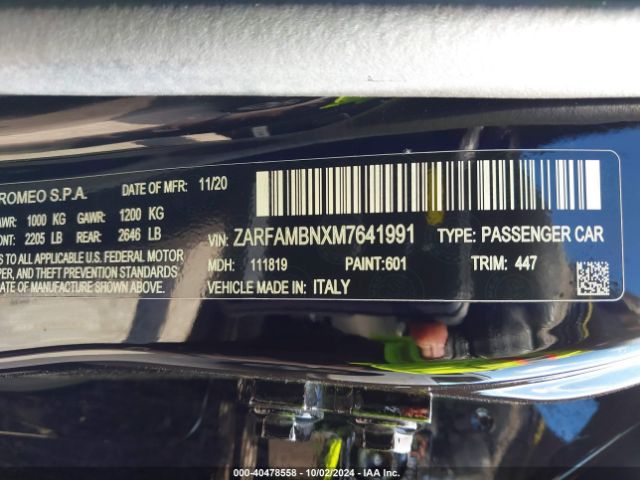 ROMEO S.P.A. DATE OF MFR: 11/20
AWR: 1000 KG GAWR: 1200 KG
ONT: 2205 LB REAR: 2646 LB
S TO ALL APPLICABLE U.S. FEDERAL MOTOR
PER, AND THEFT PREVENTION STANDARDS
DATE OF MANUFACTURE SHOWN ABOVE.
VIN: ZARFAMBNXM7641991 TYPE: PASSENGER CAR
MDH: 111819 PAINT:601 TRIM: 447
VEHICLE MADE IN: ITALY
000-40478558 - 10/02/2024 - IAA Inc.